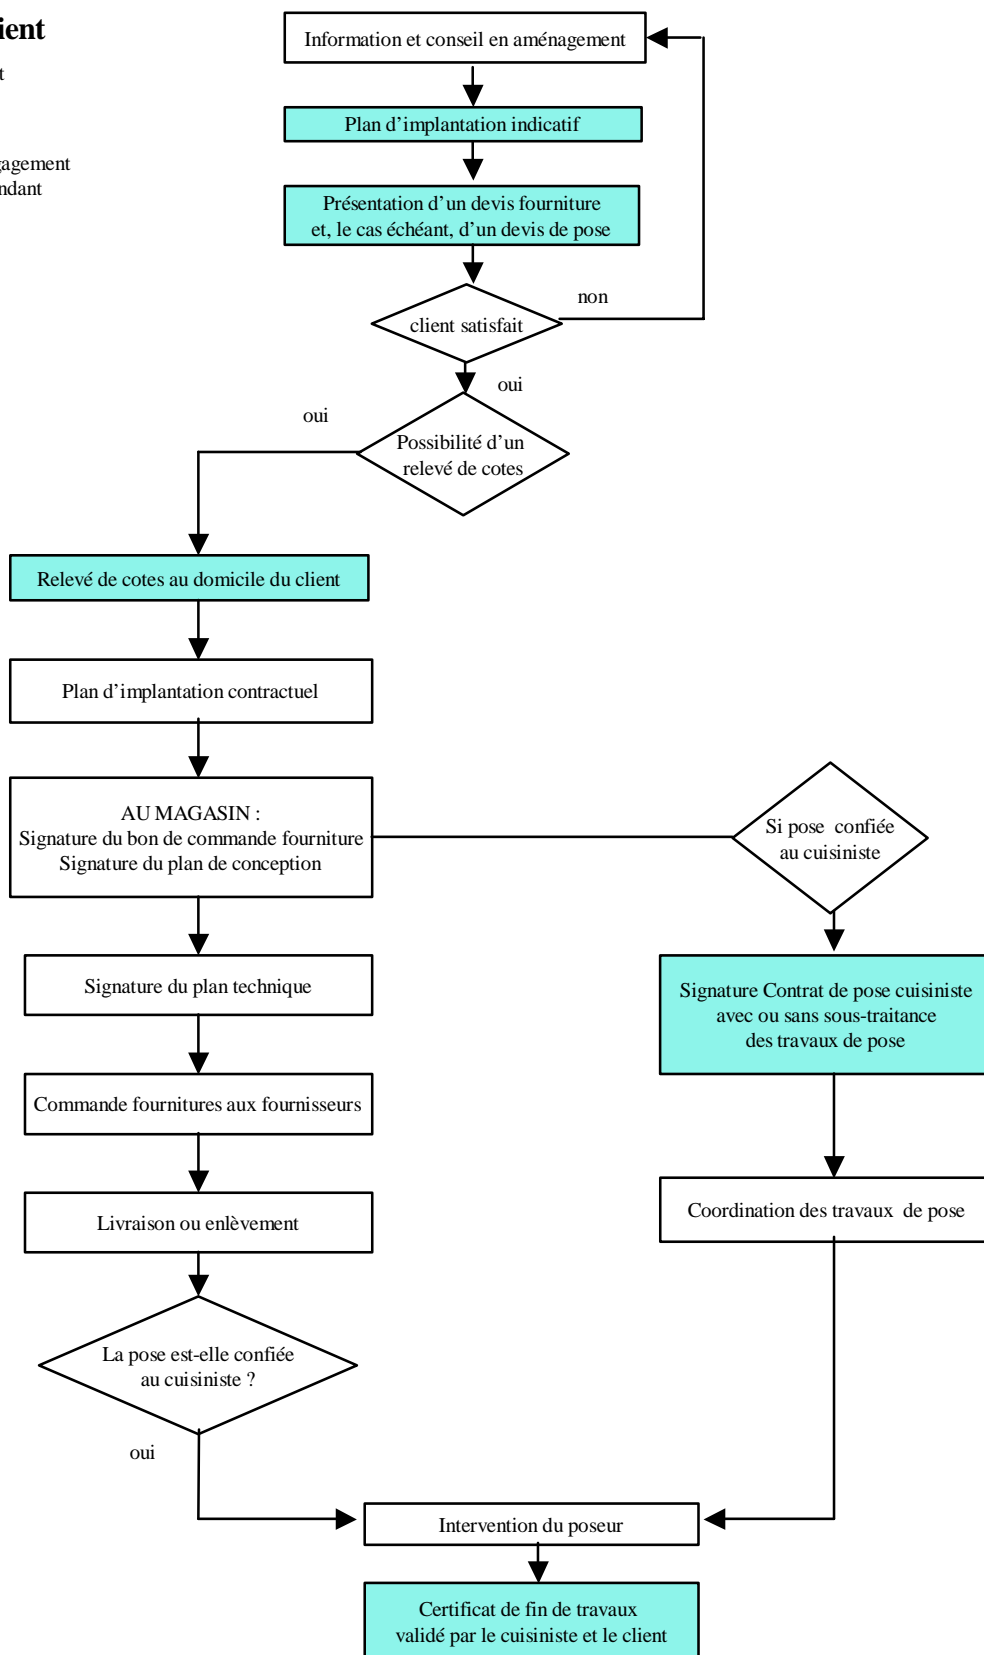 ient
Information et conseil en aménagement
t
Plan d’implantation indicatif
agement
ndant
Présentation d’un devis fourniture
et, le cas échéant, d’un devis de pose
non
client satisfait
oui
oui
Possibilité d’un
relevé de cotes
Relevé de cotes au domicile du client
Plan d’implantation contractuel
AU MAGASIN :
Signature du bon de commande fourniture
Signature du plan de conception
Si pose confiée
au cuisiniste
Signature du plan technique
Signature Contrat de pose cuisiniste
avec ou sans sous-traitance
des travaux de pose
Commande fournitures aux fournisseurs
Livraison ou enlèvement
Coordination des travaux de pose
La pose est-elle confiée
au cuisiniste ?
oui
Intervention du poseur
Certificat de fin de travaux
validé par le cuisiniste et le client